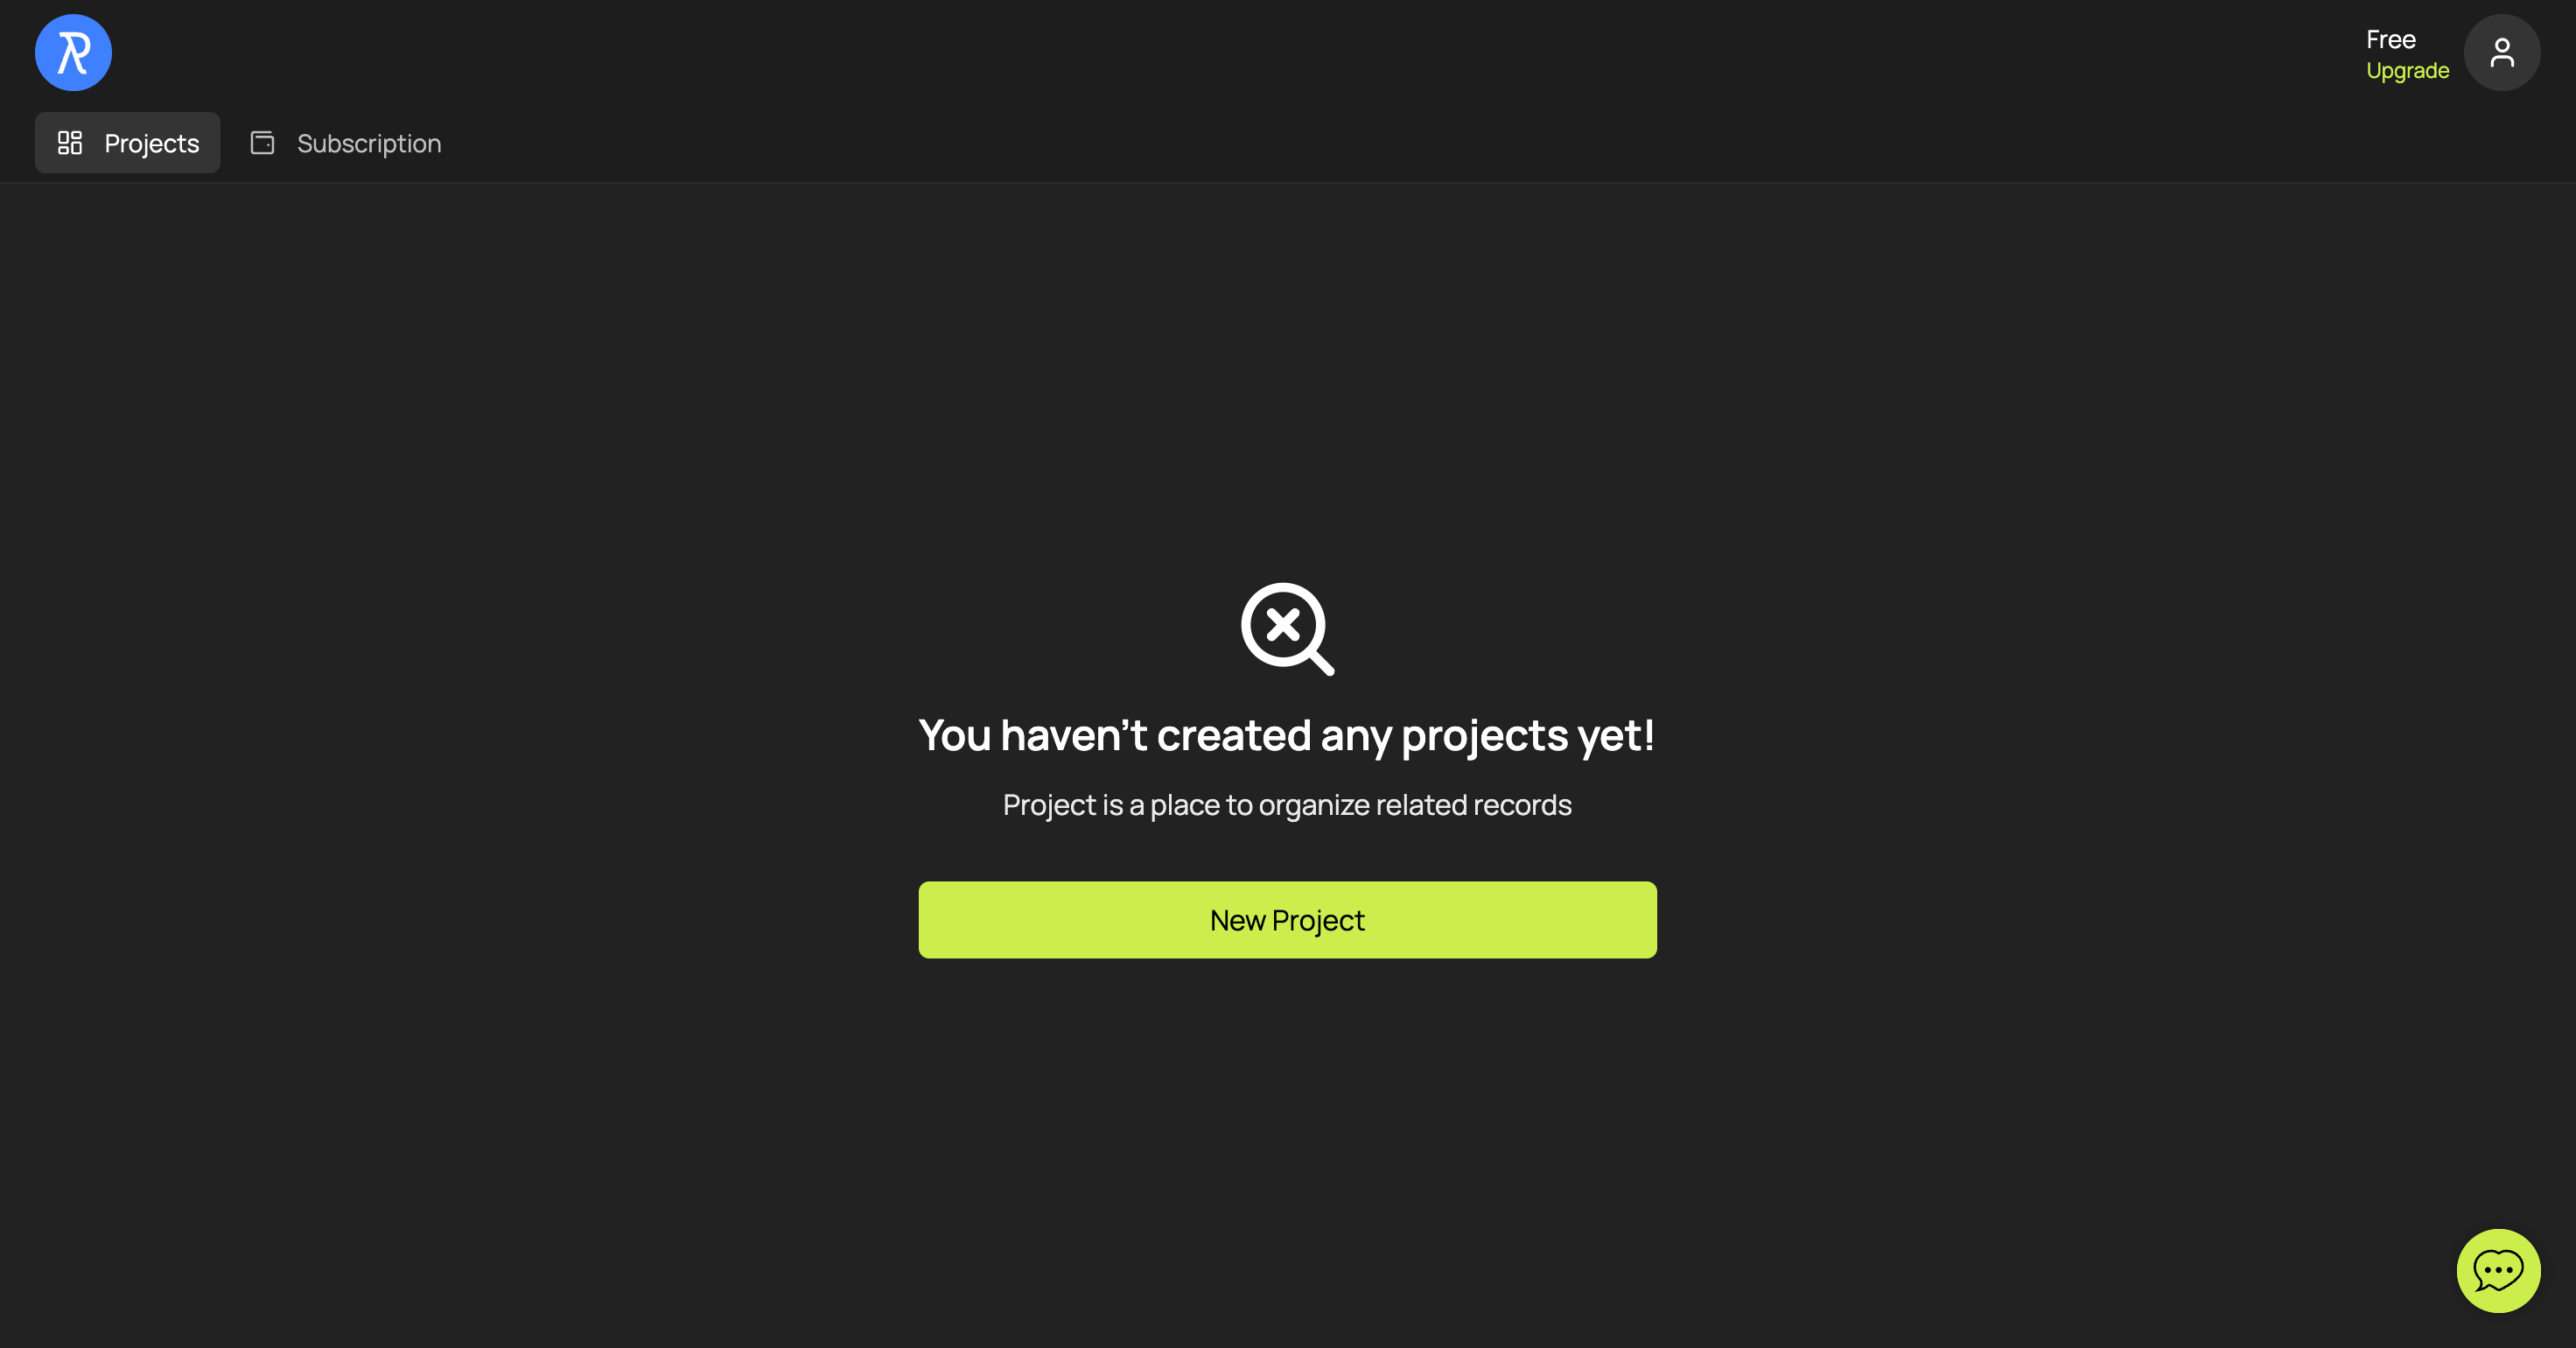 Free
Upgrade
Projects
Subscription
You haven't created any projects yet!
Project is a place to organize related records
New Project